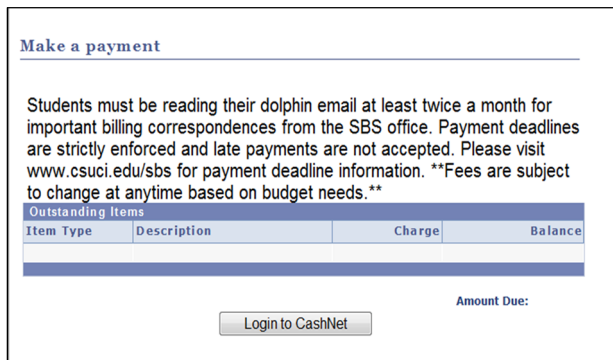 Make a payment
Students must be reading their dolphin email at least twice a month for
important billing correspondences from the SBS office. Payment deadlines
are strictly enforced and late payments are not accepted. Please visit
www.csuci.edu/sbs for payment deadline information. **Fees are subject
to change at anytime based on budget needs.**
Outstanding Items
Item Type Description Charge Balance
Amount Due:
Login to CashNet